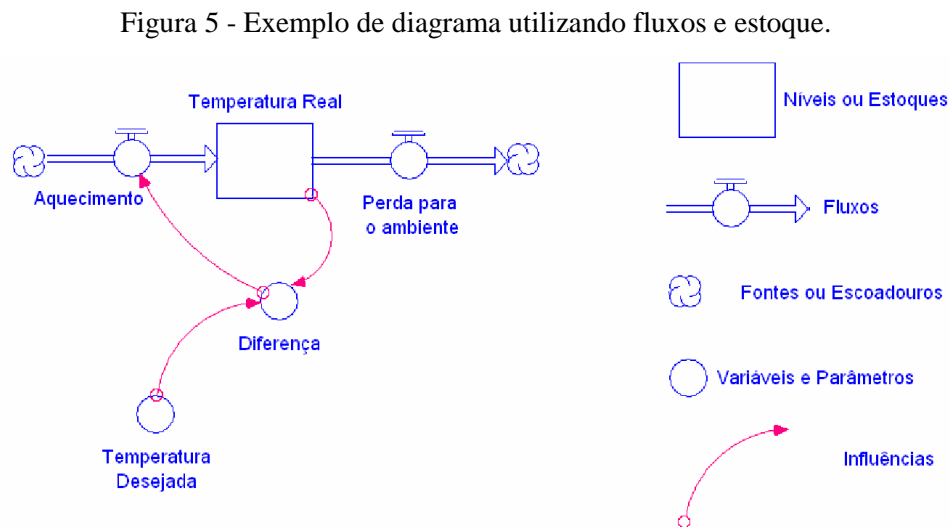 Figura 5 - Exemplo de diagrama utilizando fluxos e estoque.
Temperatura Real
Aquecimento
Perda para
o ambiente
Diferença
Temperatura
Desejada
Níveis ou Estoques
Fluxos
Fontes ou Escoadouros
Variáveis e Parâmetros
Influências